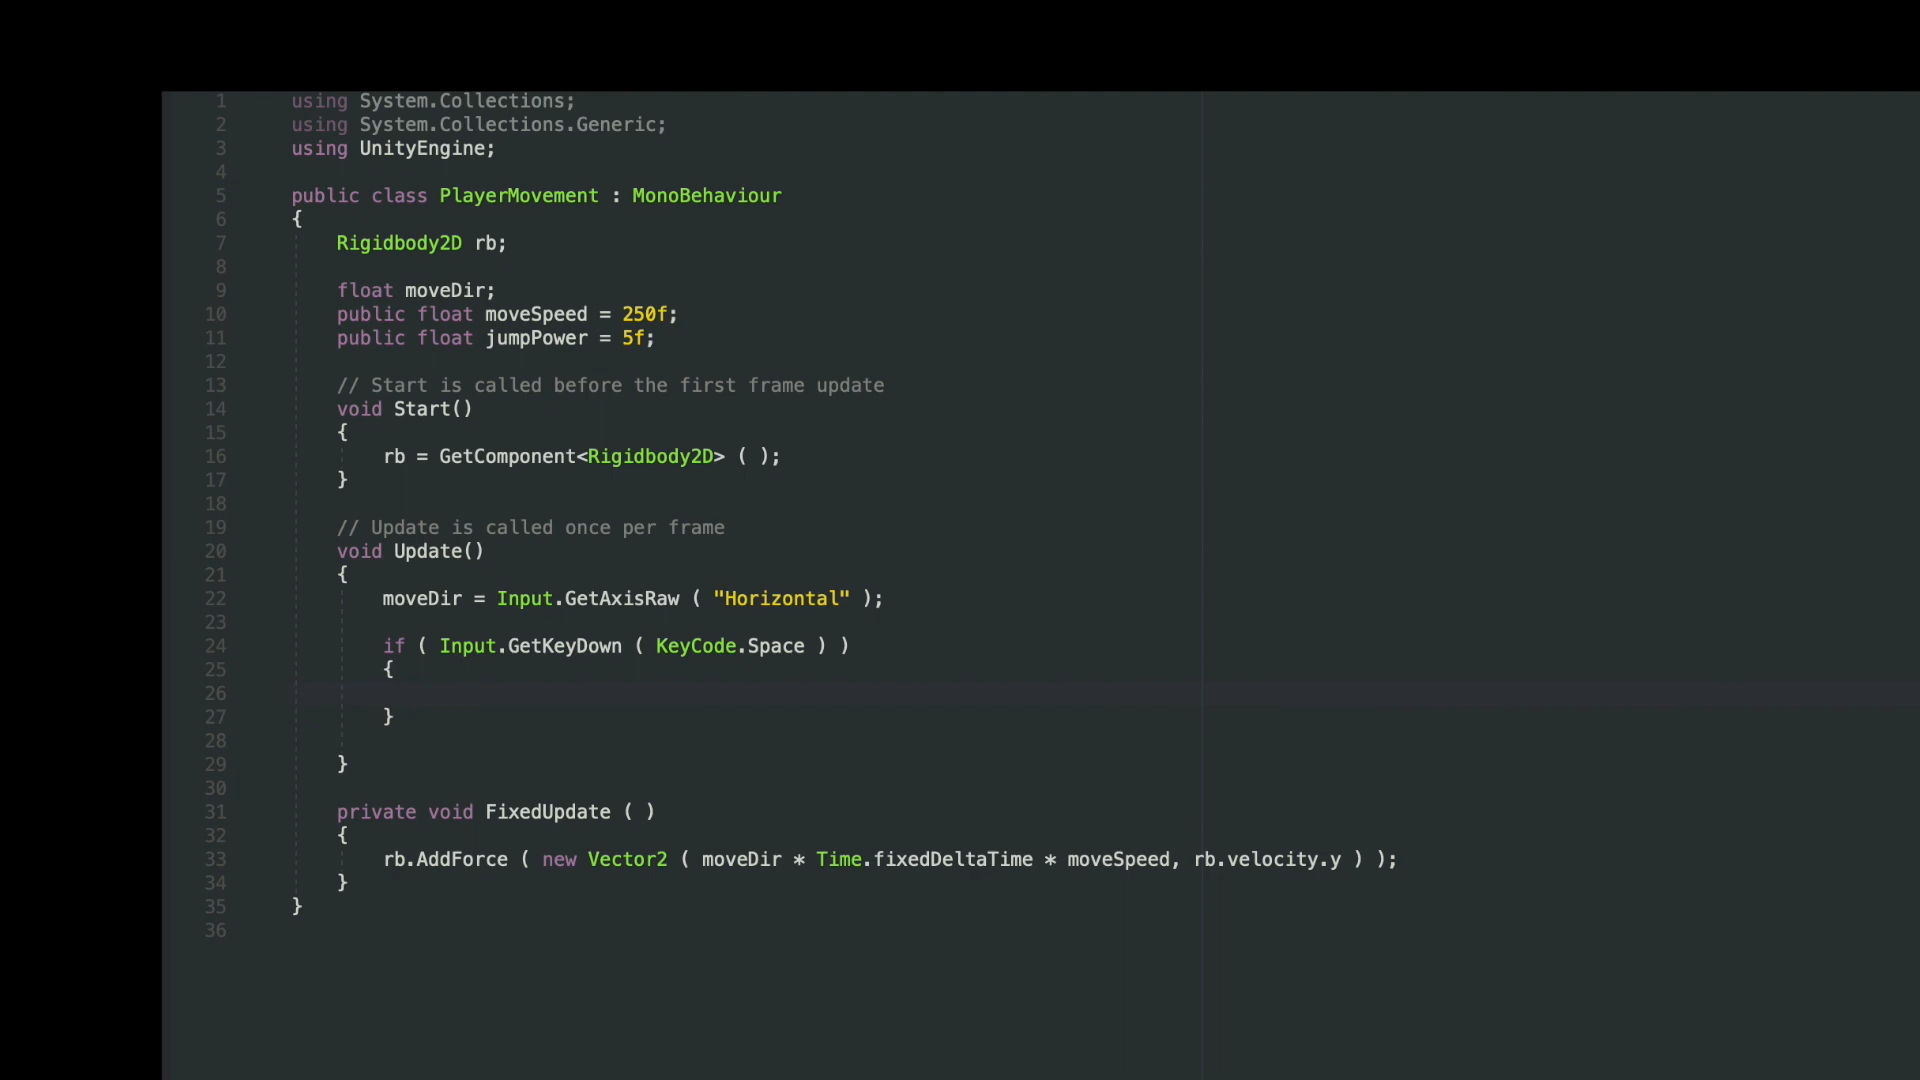 1 using System.Collections;
2 using System.Collections.Generic;
3 using UnityEngine;
4
5 public class PlayerMovement : MonoBehaviour
6 {
7 Rigidbody2D rb;
8
9 float moveDir;
10 public float moveSpeed = 250f;
11 public float jumpPower = 5f;
12
13 // Start is called before the first frame update
14 void Start()
15 {
16 rb = GetComponent<Rigidbody2D> ( );
17 }
18
19 // Update is called once per frame
20 void Update()
21 {
22 moveDir = Input.GetAxisRaw ( "Horizontal" );
23
24 if ( Input.GetKeyDown ( KeyCode.Space ) )
25 {
26
27 }
28
29 }
30
31 private void FixedUpdate ( )
32 {
33 rb.AddForce ( new Vector2 ( moveDir * Time.fixedDeltaTime * moveSpeed, rb.velocity.y ) );
34 }
35 }
36